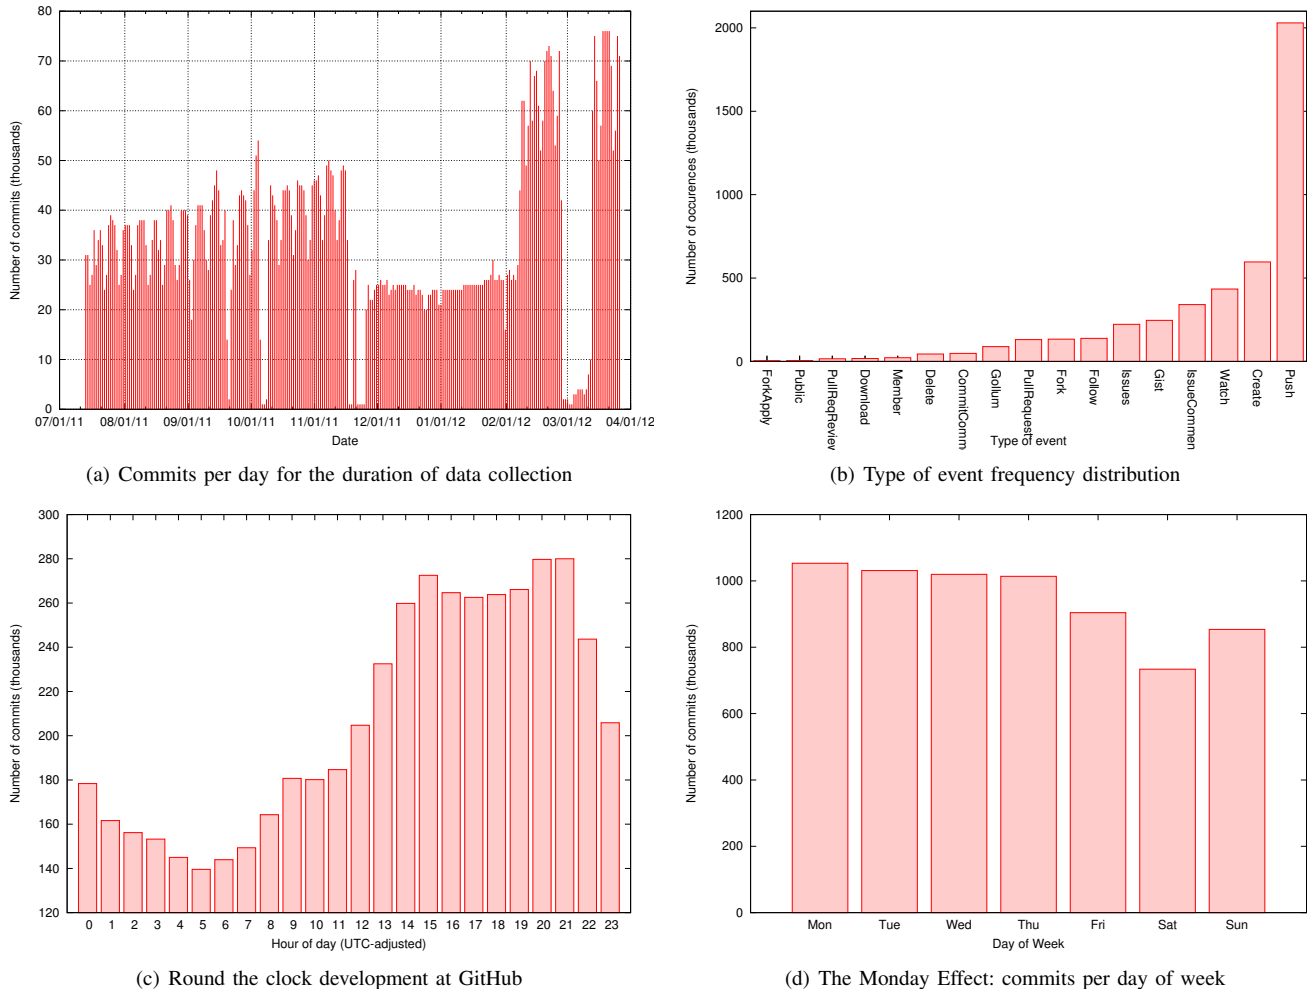 80
70
60
50
40
30
20
10
0
Number of commits (thousands)
07/01/11 08/01/11 09/01/11 10/01/11 11/01/11 12/01/11 01/01/12 02/01/12 03/01/12 04/01/12
Date
(a) Commits per day for the duration of data collection
2000
1500
1000
500
0
Number of occurences (thousands)
ForkApply
Public
PullReqReview
Download
Member
Delete
CommitComm
Gollum
PullRequest
Fork
Follow
Issues
Gist
IssueCommen
Watch
Create
Push
Type of event
(b) Type of event frequency distribution
300
280
260
240
220
200
180
160
140
120
Number of commits (thousands)
0 1 2 3 4 5 6 7 8 9 10 11 12 13 14 15 16 17 18 19 20 21 22 23
Hour of day (UTC-adjusted)
(c) Round the clock development at GitHub
1200
1000
800
600
400
200
0
Number of commits (thousands)
Mon Tue Wed Thu Fri Sat Sun
Day of Week
(d) The Monday Effect: commits per day of week